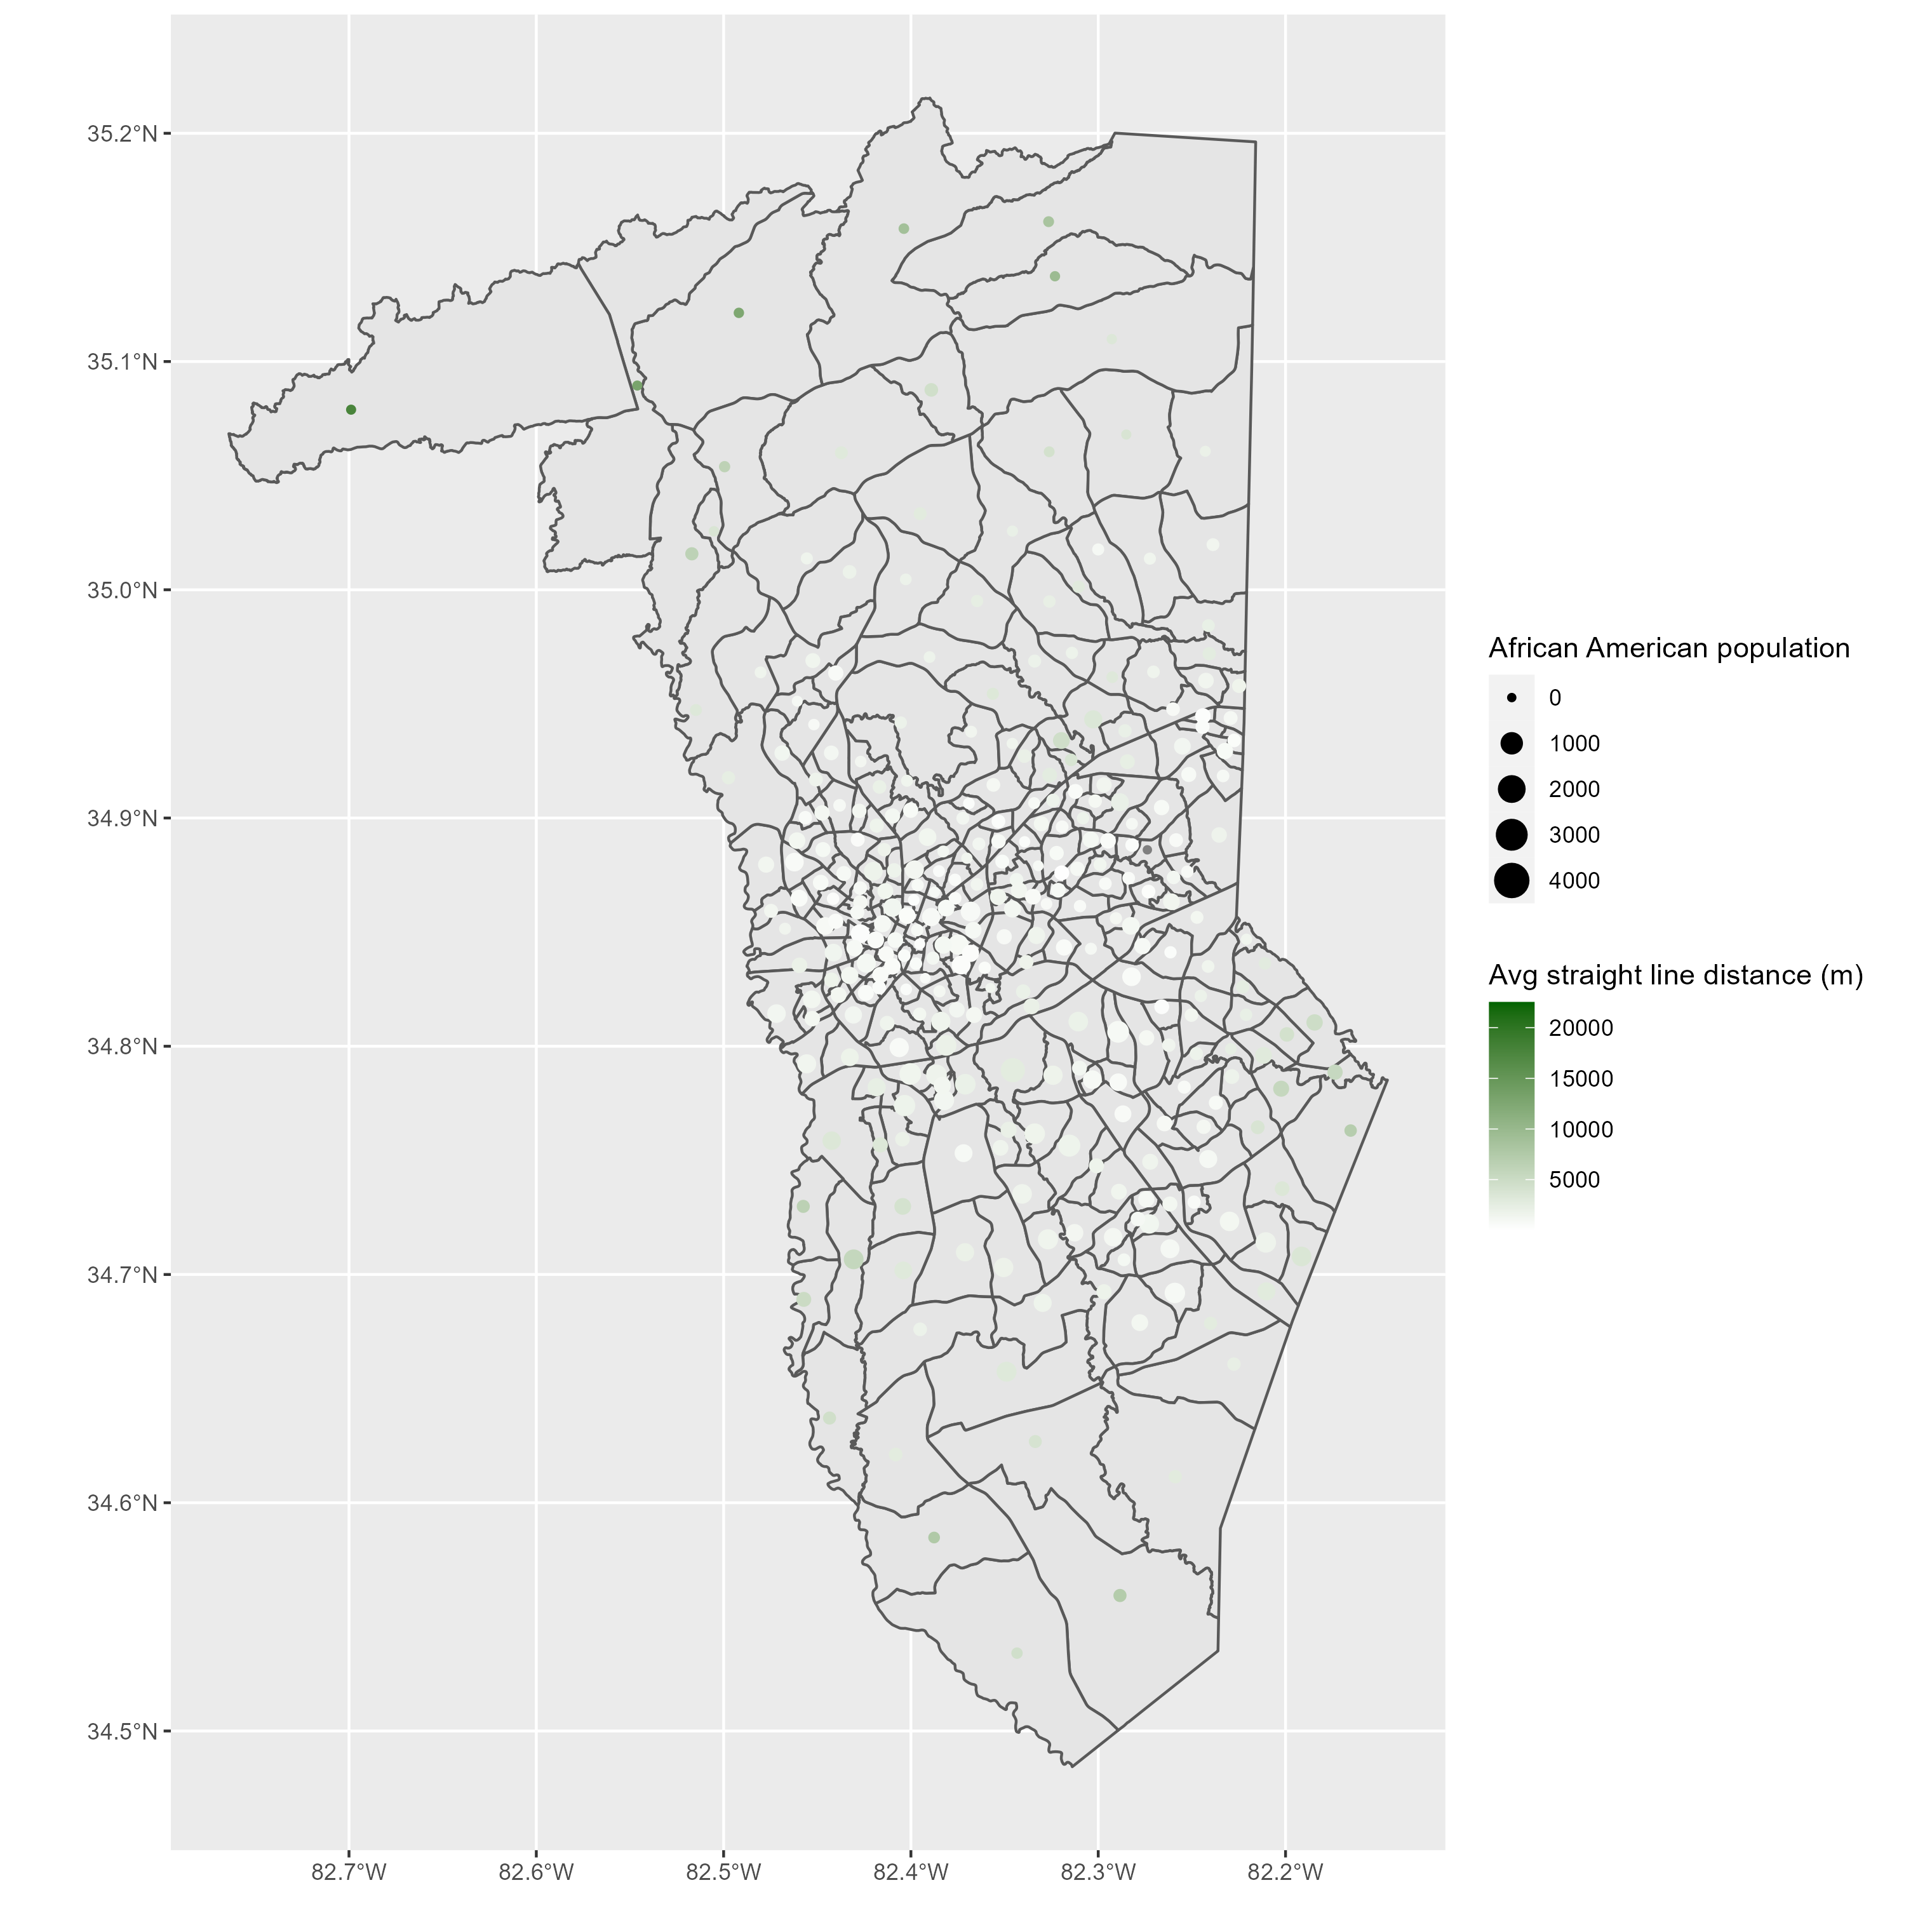 35.2°N
35.1°N
35.0°N
34.9°N
34.8°N
34.7°N
34.6°N
34.5°N
82.7°W 82.6°W 82.5°W 82.4°W 82.3°W 82.2°W
African American population
0
1000
2000
3000
4000
Avg straight line distance (m)
20000
15000
10000
5000